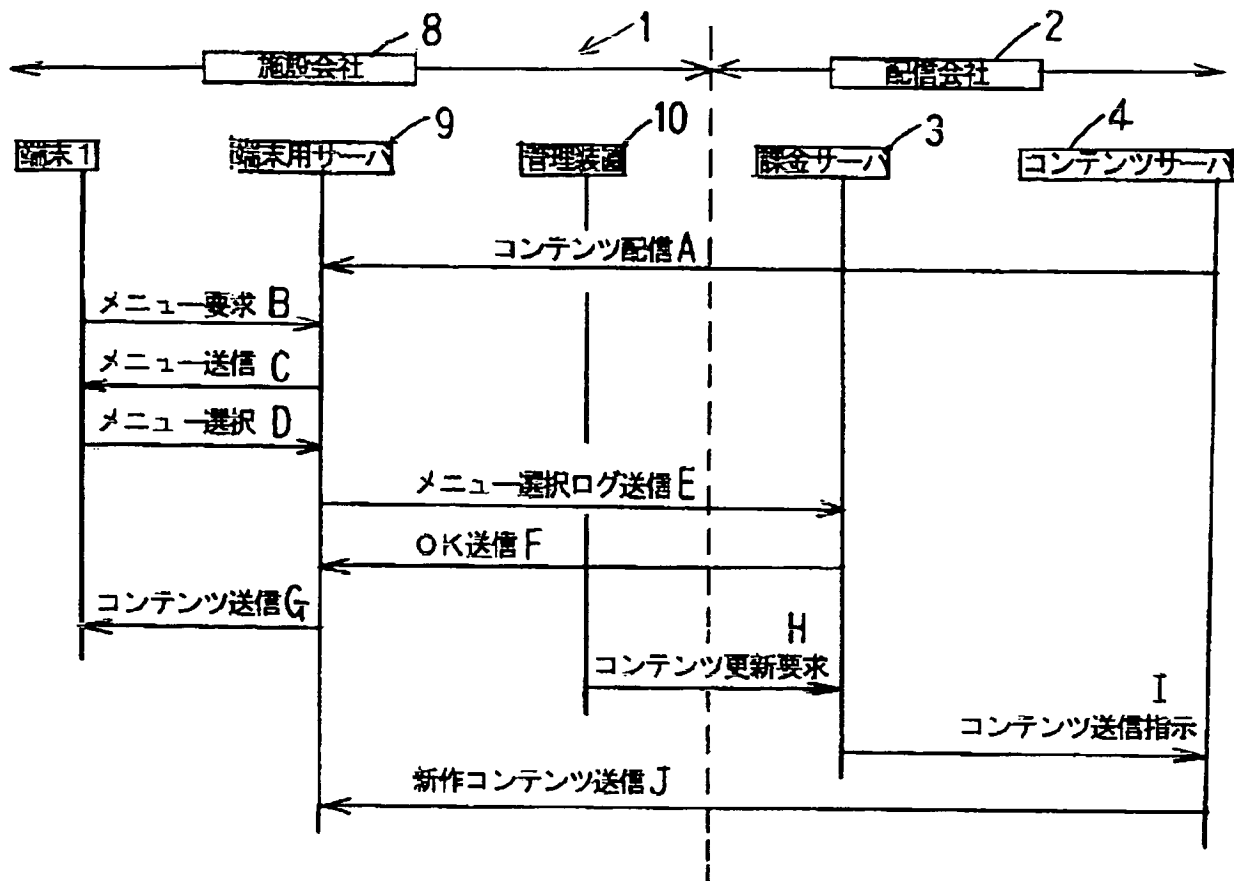 8
1
2
施設会社
配信会社
9
10
3
4
端末1
端末用サーバ
管理装置
課金サーバ
コンテンツサーバ
コンテンツ配信A
メニュー要求 B
メニュー送信 C
メニュー選択 D
メニュー選択ログ送信E
OK送信F
コンテンツ送信G
H
コンテンツ更新要求
I
コンテンツ送信指示
新作コンテンツ送信J